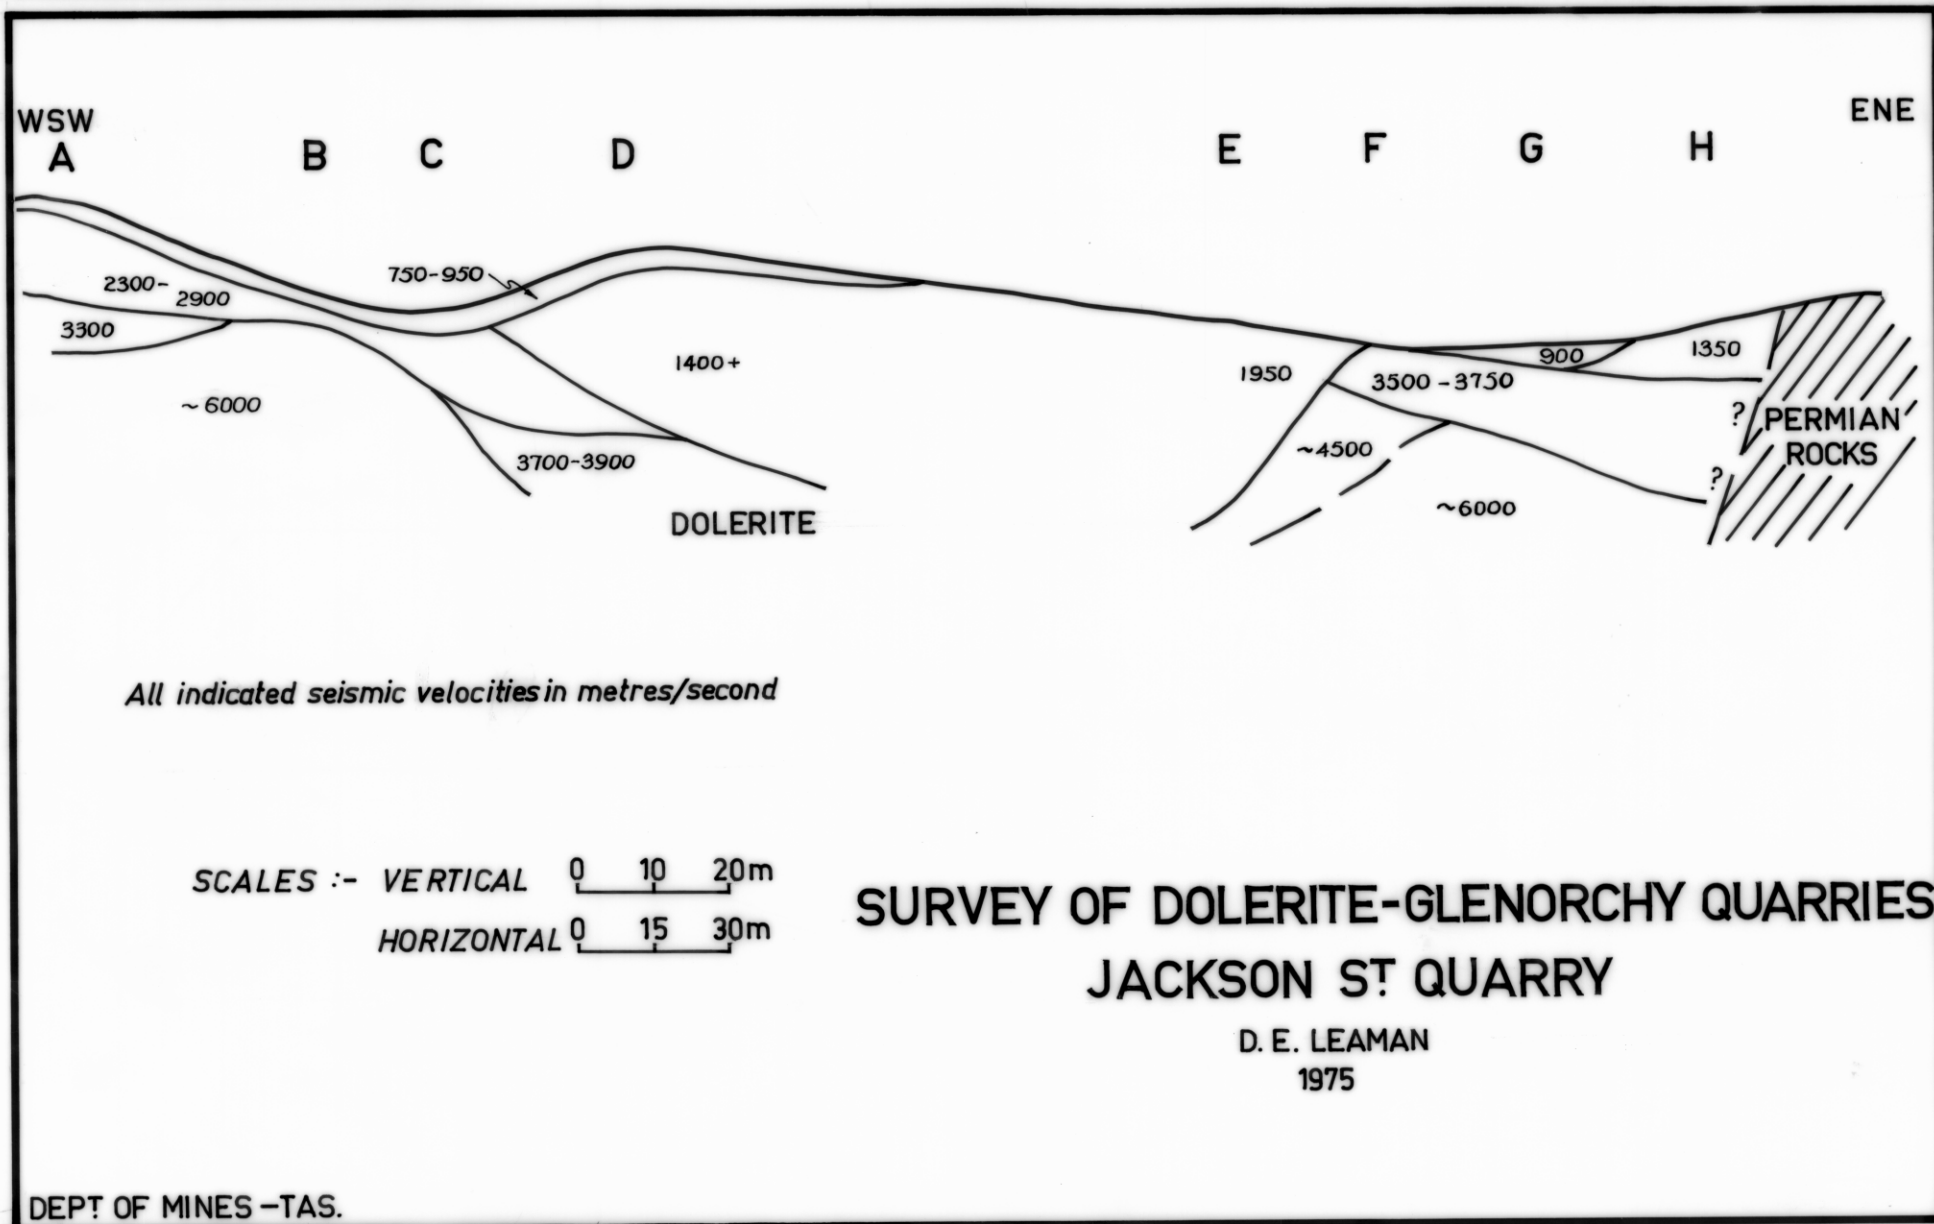 WSW
ENE
A B C D E F G H
750-950
2300-
2900
3300
1400+
1950
900
1350
3500-3750
~6000
?
PERMIAN
ROCKS
3700-3900
~4500
?
~6000
DOLERITE
All indicated seismic velocities in metres/second
SCALES :- VERTICAL 0 10 20m
HORIZONTAL 0 15 30m
SURVEY OF DOLERITE-GLENORCHY QUARRIES
JACKSON ST QUARRY
D. E. LEAMAN
1975
DEPT OF MINES - TAS.